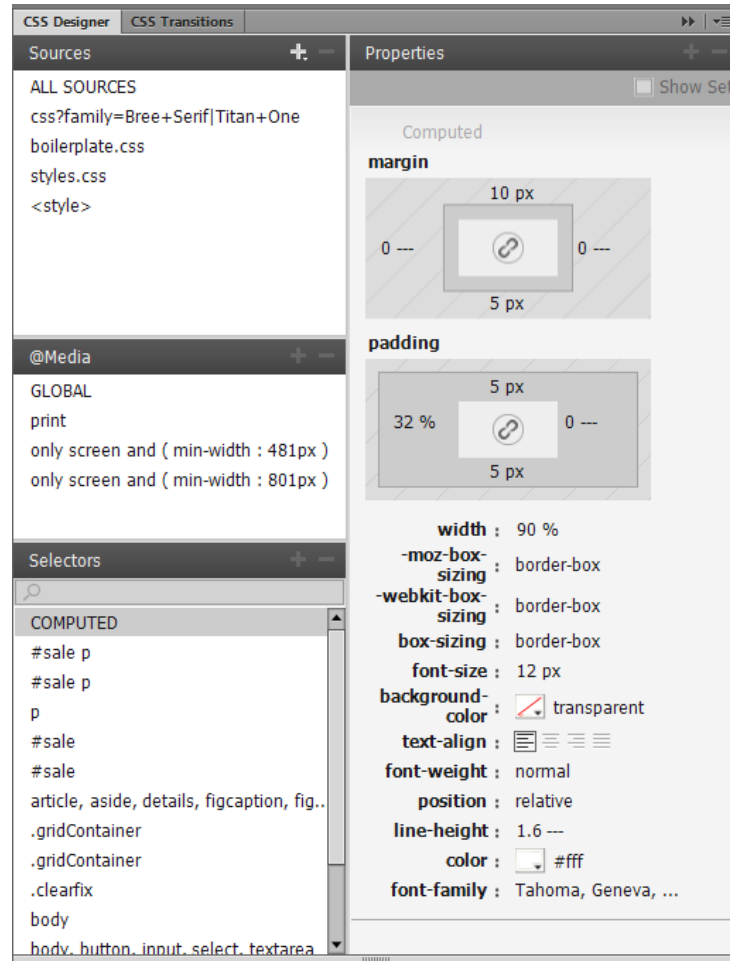 CSS Designer
CSS Transitions
Sources
ALL SOURCES
css?family=Bree+Serif|Titan+One
boilerplate.css
styles.css
<style>
@Media
GLOBAL
print
only screen and ( min-width : 481px )
only screen and ( min-width : 801px )
Selectors
COMPUTED
#sale p
#sale p
p
#sale
#sale
article, aside, details, figcaption, fig..
.gridContainer
.gridContainer
.clearfix
body
body, button, input, select, textarea
Properties
Show Set
Computed
margin
10 px
0 ---
0 ---
5 px
padding
5 px
32 %
0 ---
5 px
width : 90 %
-moz-box-
sizing : border-box
-webkit-box-
sizing : border-box
box-sizing : border-box
font-size : 12 px
background-
color : transparent
text-align :
font-weight : normal
position : relative
line-height : 1.6 ---
color : #fff
font-family : Tahoma, Geneva, ...